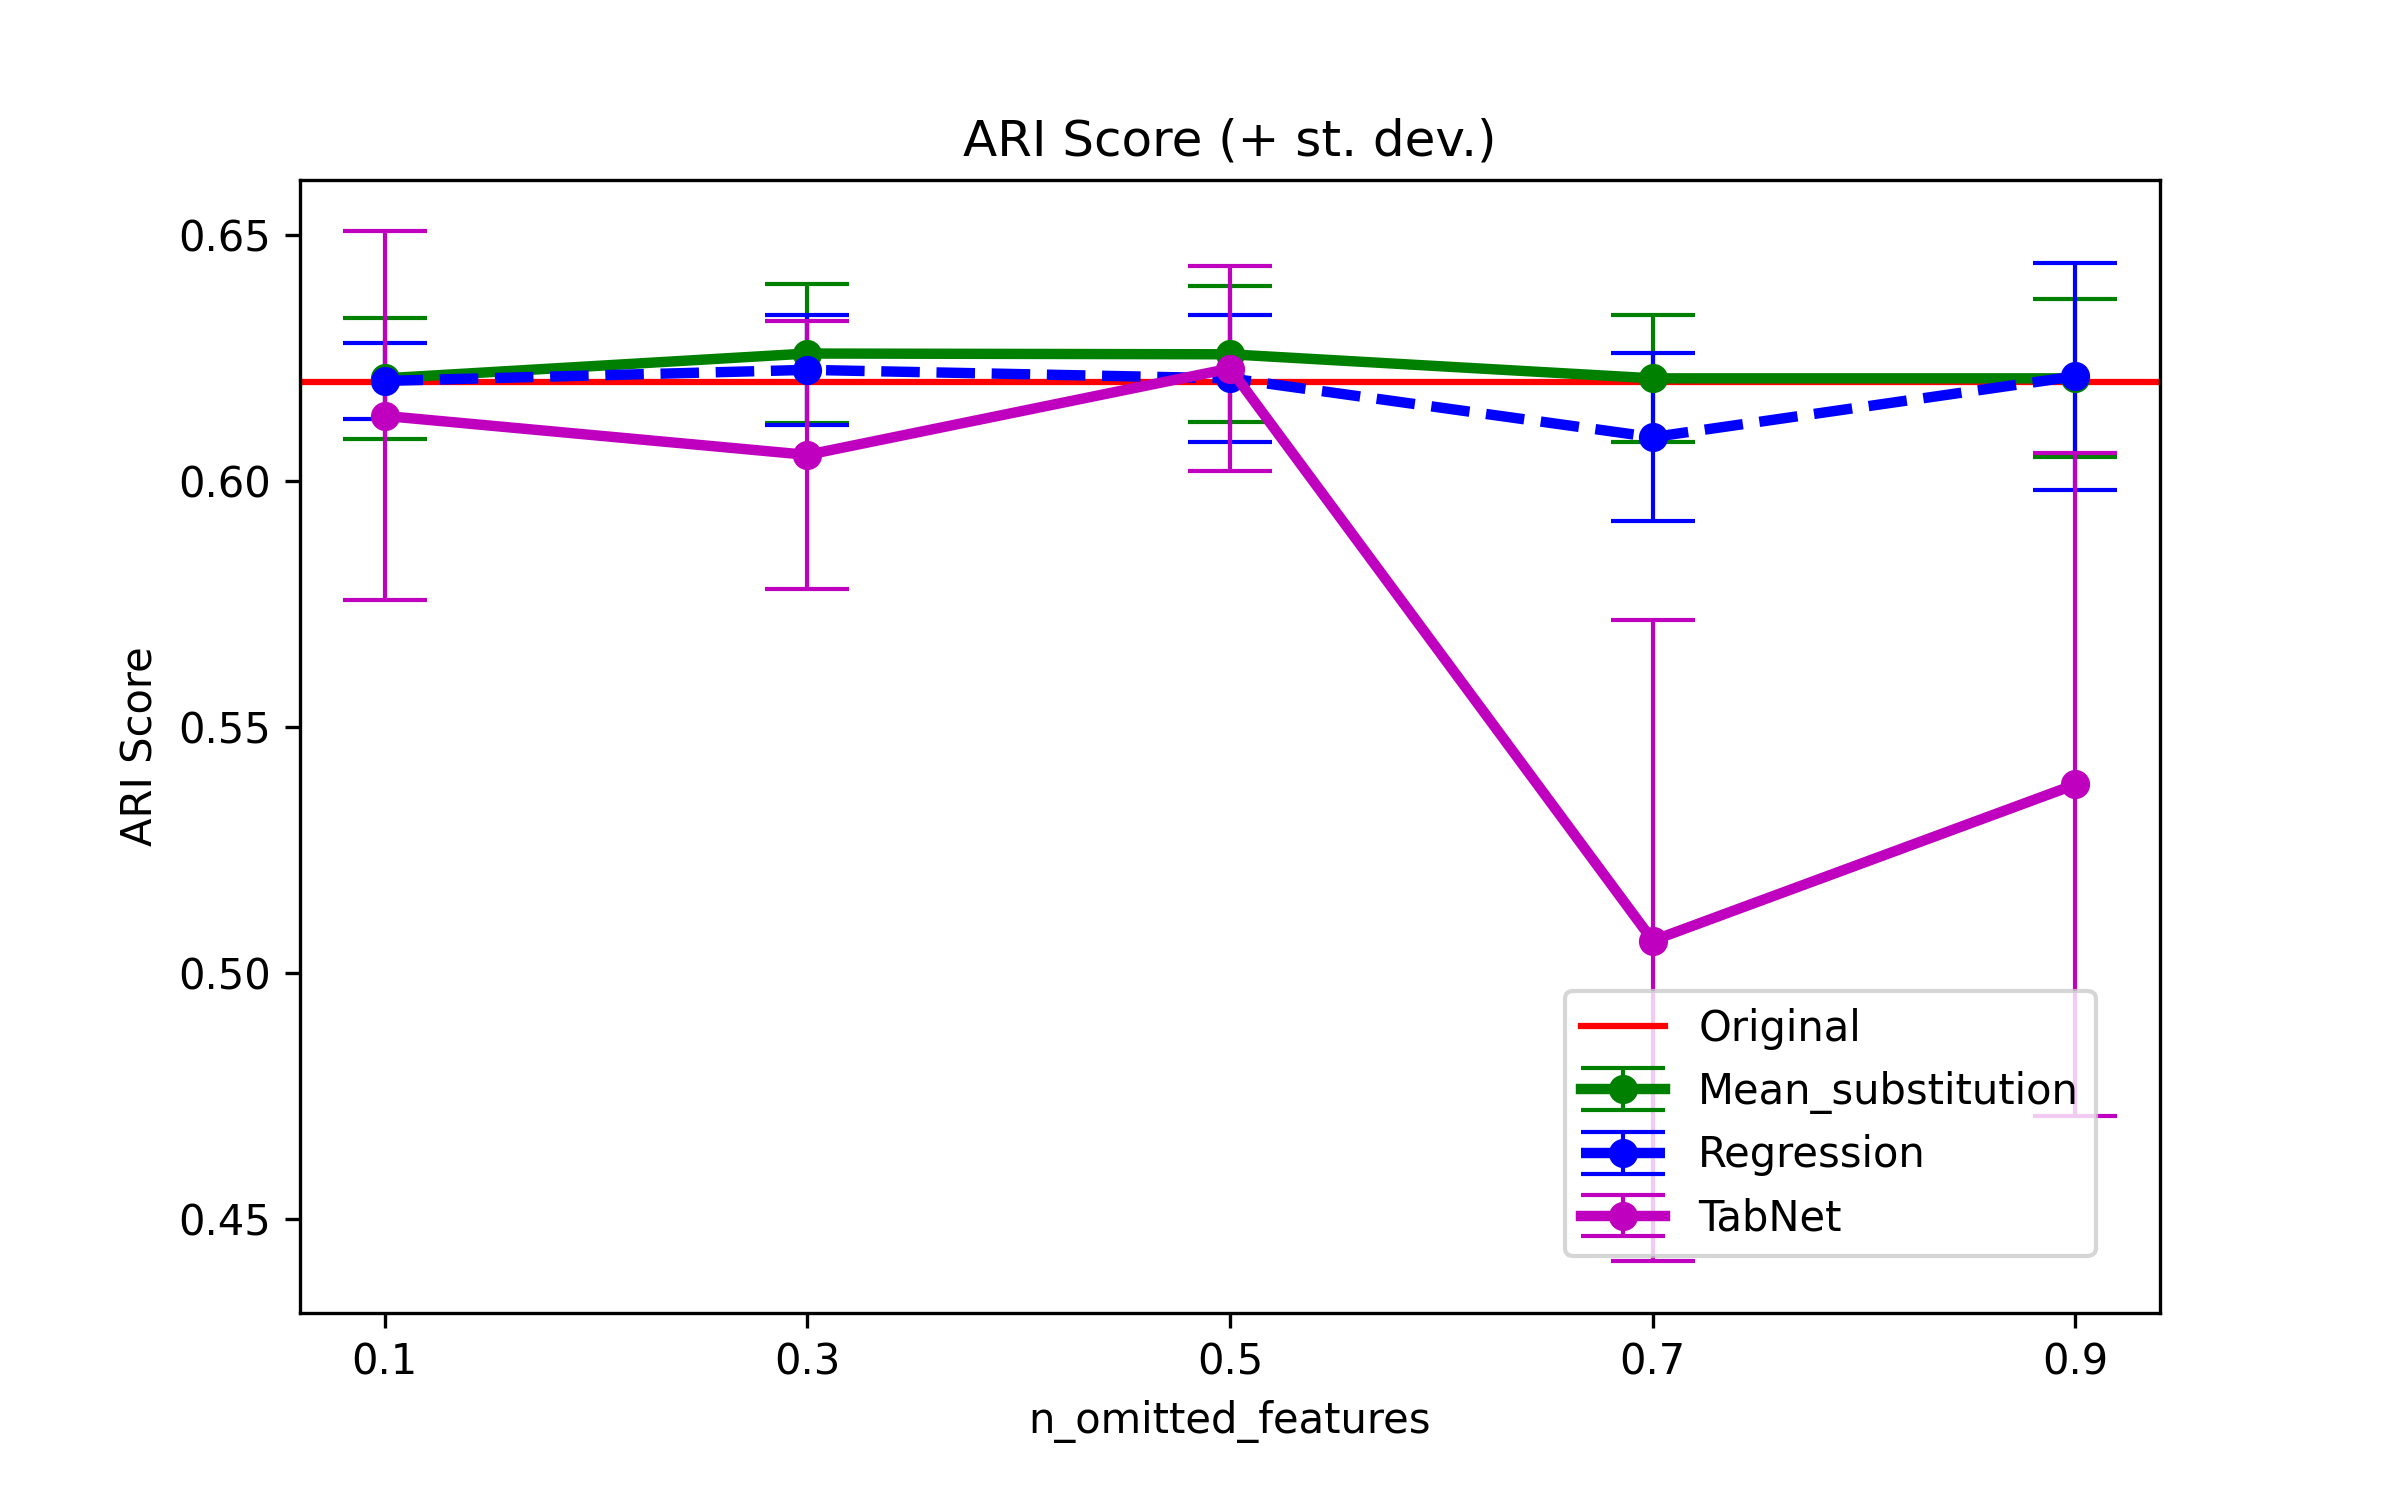 ARI Score (+ st. dev.)
0.65
0.60
0.55
0.50
0.45
ARI Score
Original
Mean_substitution
Regression
TabNet
0.1 0.3 0.5 0.7 0.9
n_omitted_features